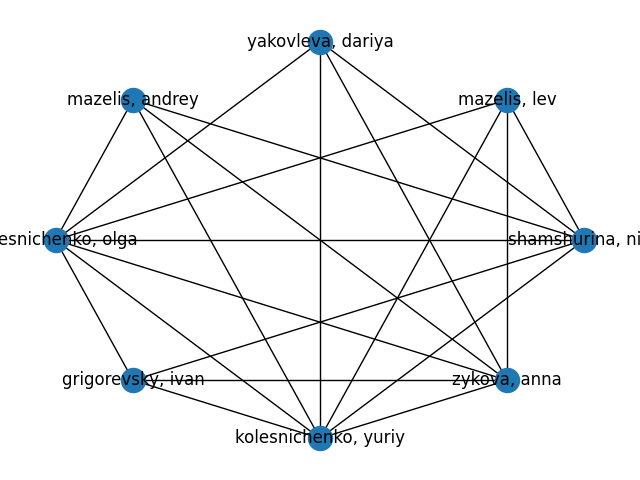 yakovleva, dariya
mazelis, andrey
mazelis, lev
esnichenko, olga
shamshurina, ni
grigorevsky, ivan
zykova, anna
kolesnichenko, yuriy